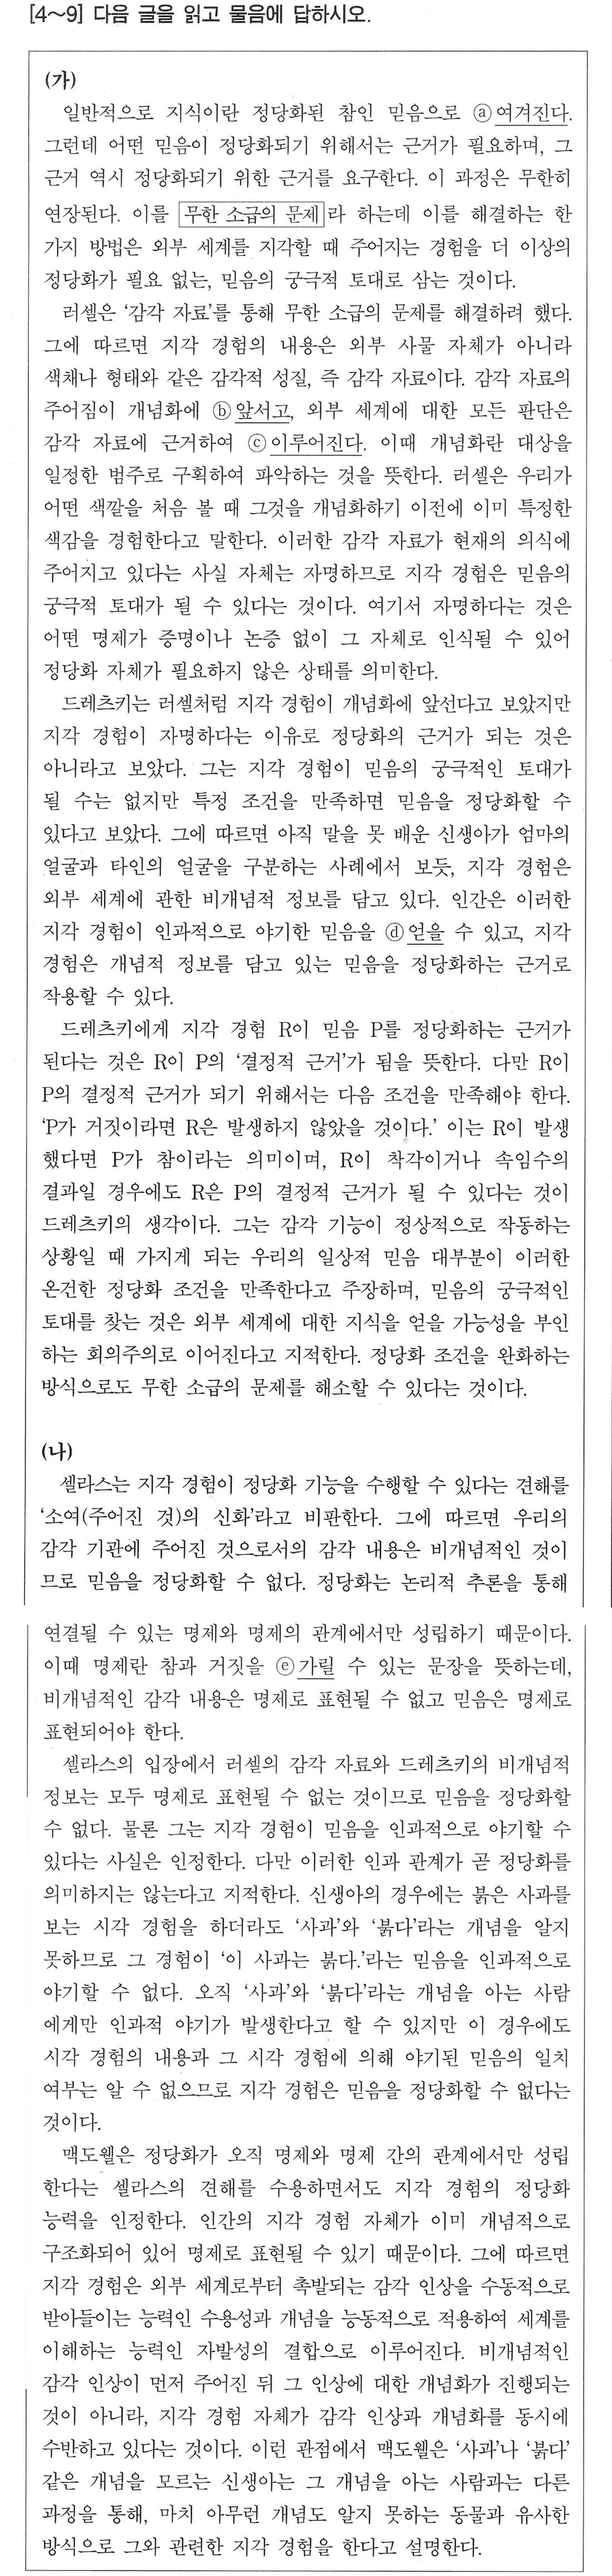 [4~9] 다음 글을 읽고 물음에 답하시오.
(가)
일반적으로 지식이란 정당화된 참인 믿음으로 ⓐ여겨진다.
그런데 어떤 믿음이 정당화되기 위해서는 근거가 필요하며, 그
근거 역시 정당화되기 위한 근거를 요구한다. 이 과정은 무한히
연장된다. 이를 무한 소급의 문제라 하는데 이를 해결하는 한
가지 방법은 외부 세계를 지각할 때 주어지는 경험을 더 이상의
정당화가 필요 없는, 믿음의 궁극적 토대로 삼는 것이다.
러셀은 ‘감각 자료’를 통해 무한 소급의 문제를 해결하려 했다.
그에 따르면 지각 경험의 내용은 외부 사물 자체가 아니라
색채나 형태와 같은 감각적 성질, 즉 감각 자료이다. 감각 자료의
주어짐이 개념화에 ⓑ앞서고, 외부 세계에 대한 모든 판단은
감각 자료에 근거하여 ⓒ이루어진다. 이때 개념화란 대상을
일정한 범주로 구획하여 파악하는 것을 뜻한다. 러셀은 우리가
어떤 색깔을 처음 볼 때 그것을 개념화하기 이전에 이미 특정한
색감을 경험한다고 말한다. 이러한 감각 자료가 현재의 의식에
주어지고 있다는 사실 자체는 자명하므로 지각 경험은 믿음의
궁극적 토대가 될 수 있다는 것이다. 여기서 자명하다는 것은
어떤 명제가 증명이나 논증 없이 그 자체로 인식될 수 있어
정당화 자체가 필요하지 않은 상태를 의미한다.
드레츠키는 러셀처럼 지각 경험이 개념화에 앞선다고 보았지만
지각 경험이 자명하다는 이유로 정당화의 근거가 되는 것은
아니라고 보았다. 그는 지각 경험이 믿음의 궁극적인 토대가
될 수는 없지만 특정 조건을 만족하면 믿음을 정당화할 수
있다고 보았다. 그에 따르면 아직 말을 못 배운 신생아가 엄마의
얼굴과 타인의 얼굴을 구분하는 사례에서 보듯, 지각 경험은
외부 세계에 관한 비개념적 정보를 담고 있다. 인간은 이러한
지각 경험이 인과적으로 야기한 믿음을 ⓓ얻을 수 있고, 지각
경험은 개념적 정보를 담고 있는 믿음을 정당화하는 근거로
작용할 수 있다.
드레츠키에게 지각 경험 R이 믿음 P를 정당화하는 근거가
된다는 것은 R이 P의 ‘결정적 근거’가 됨을 뜻한다. 다만 R이
P의 결정적 근거가 되기 위해서는 다음 조건을 만족해야 한다.
‘P가 거짓이라면 R은 발생하지 않았을 것이다.’ 이는 R이 발생
했다면 P가 참이라는 의미이며, R이 착각이거나 속임수의
결과일 경우에도 R은 P의 결정적 근거가 될 수 있다는 것이
드레츠키의 생각이다. 그는 감각 기능이 정상적으로 작동하는
상황일 때 가지게 되는 우리의 일상적 믿음 대부분이 이러한
온건한 정당화 조건을 만족한다고 주장하며, 믿음의 궁극적인
토대를 찾는 것은 외부 세계에 대한 지식을 얻을 가능성을 부인
하는 회의주의로 이어진다고 지적한다. 정당화 조건을 완화하는
방식으로도 무한 소급의 문제를 해소할 수 있다는 것이다.
(나)
셀라스는 지각 경험이 정당화 기능을 수행할 수 있다는 견해를
‘소여(주어진 것)의 신화’라고 비판한다. 그에 따르면 우리의
감각 기관에 주어진 것으로서의 감각 내용은 비개념적인 것이
므로 믿음을 정당화할 수 없다. 정당화는 논리적 추론을 통해
연결될 수 있는 명제와 명제의 관계에서만 성립하기 때문이다.
이때 명제란 참과 거짓을 ⓔ가릴 수 있는 문장을 뜻하는데,
비개념적인 감각 내용은 명제로 표현될 수 없고 믿음은 명제로
표현되어야 한다.
셀라스의 입장에서 러셀의 감각 자료와 드레츠키의 비개념적
정보는 모두 명제로 표현될 수 없는 것이므로 믿음을 정당화할
수 없다. 물론 그는 지각 경험이 믿음을 인과적으로 야기할 수
있다는 사실은 인정한다. 다만 이러한 인과 관계가 곧 정당화를
의미하지는 않는다고 지적한다. 신생아의 경우에는 붉은 사과를
보는 시각 경험을 하더라도 ‘사과’와 ‘붉다’라는 개념을 알지
못하므로 그 경험이 ‘이 사과는 붉다.’라는 믿음을 인과적으로
야기할 수 없다. 오직 ‘사과’와 ‘붉다’라는 개념을 아는 사람
에게만 인과적 야기가 발생한다고 할 수 있지만 이 경우에도
시각 경험의 내용과 그 시각 경험에 의해 야기된 믿음의 일치
여부는 알 수 없으므로 지각 경험은 믿음을 정당화할 수 없다는
것이다.
맥도웰은 정당화가 오직 명제와 명제 간의 관계에서만 성립
한다는 셀라스의 견해를 수용하면서도 지각 경험의 정당화
능력을 인정한다. 인간의 지각 경험 자체가 이미 개념적으로
구조화되어 있어 명제로 표현될 수 있기 때문이다. 그에 따르면
지각 경험은 외부 세계로부터 촉발되는 감각 인상을 수동적으로
받아들이는 능력인 수용성과 개념을 능동적으로 적용하여 세계를
이해하는 능력인 자발성의 결합으로 이루어진다. 비개념적인
감각 인상이 먼저 주어진 뒤 그 인상에 대한 개념화가 진행되는
것이 아니라, 지각 경험 자체가 감각 인상과 개념화를 동시에
수반하고 있다는 것이다. 이런 관점에서 맥도웰은 ‘사과’나 ‘붉다’
같은 개념을 모르는 신생아는 그 개념을 아는 사람과는 다른
과정을 통해, 마치 아무런 개념도 알지 못하는 동물과 유사한
방식으로 그와 관련한 지각 경험을 한다고 설명한다.